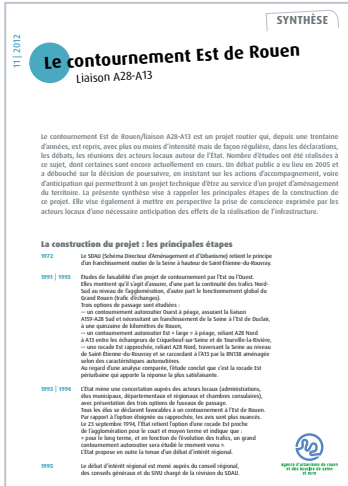 SYNTHÈSE
11 | 2012
Le contournement Est de Rouen
Liaison A28-A13
Le contournement Est de Rouen/liaison A28-A13 est un projet routier qui, depuis une trentaine
d'années, est repris, avec plus ou moins d'intensité mais de façon régulière, dans les déclarations,
les débats, les réunions des acteurs locaux autour de l'État. Nombre d'études ont été réalisées à
ce sujet, dont certaines sont encore actuellement en cours. Un débat public a eu lieu en 2005 et
a débouché sur la décision de poursuivre, en insistant sur les actions d'accompagnement, voire
d'anticipation qui permettront à un projet technique d'être au service d'un projet d'aménagement
du territoire. La présente synthèse vise à rappeler les principales étapes de la construction de
ce projet. Elle vise également à mettre en perspective la prise de conscience exprimée par les
acteurs locaux d'une nécessaire anticipation des effets de la réalisation de l'infrastructure.
La construction du projet : les principales étapes
1972 Le SDAU (Schéma Directeur d'Aménagement et d'Urbanisme) retient le principe
d'un franchissement routier de la Seine à hauteur de Saint-Étienne-du-Rouvray.
1991 | 1993 Études de faisabilité d'un projet de contournement par l'Est ou l'Ouest.
Elles montrent qu'il s'agit d'assurer, d'une part la continuité des trafics Nord-
Sud au niveau de l'agglomération, d'autre part le fonctionnement global du
Grand Rouen (trafic d'échanges).
Trois options de passage sont étudiées :
— un contournement autoroutier Ouest à péage, assurant la liaison
A159-A28 Sud et nécessitant un franchissement de la Seine à l'Est de Duclair,
à une quinzaine de kilomètres de Rouen,
— un contournement autoroutier Est « large » à péage, reliant A28 Nord
à A13 entre les échangeurs de Criquebeuf-sur-Seine et de Tourville-la-Rivière,
— une rocade Est rapprochée, reliant A28 Nord, traversant la Seine au niveau
de Saint-Étienne-du-Rouvray et se raccordant à l'A13 par la RN138 aménagée
selon des caractéristiques autoroutières.
Au regard d'une analyse comparée, l'étude conclut que c'est la rocade Est
périurbaine qui apporte la réponse la plus satisfaisante.
1993 | 1994 L'État mène une concertation auprès des acteurs locaux (administrations,
élus municipaux, départementaux et régionaux et chambres consulaires),
avec présentation des trois options de fuseaux de passage.
Tous les élus se déclarent favorables à un contournement à l'Est de Rouen.
Par rapport à l'option éloignée ou rapprochée, les avis sont plus nuancés.
Le 23 septembre 1994, l'État retient l'option d'une rocade Est proche
de l'agglomération pour le court et moyen terme et indique que :
« pour le long terme, et en fonction de l'évolution des trafics, un grand
contournement autoroutier sera étudié le moment venu ».
L'État propose en outre la tenue d'un débat d'intérêt régional.
1995 Le débat d'intérêt régional est mené auprès du conseil régional,
des conseils généraux et du SIVU chargé de la révision du SDAU.
agence d'urbanisme de rouen
et des boucles de seine
et eure